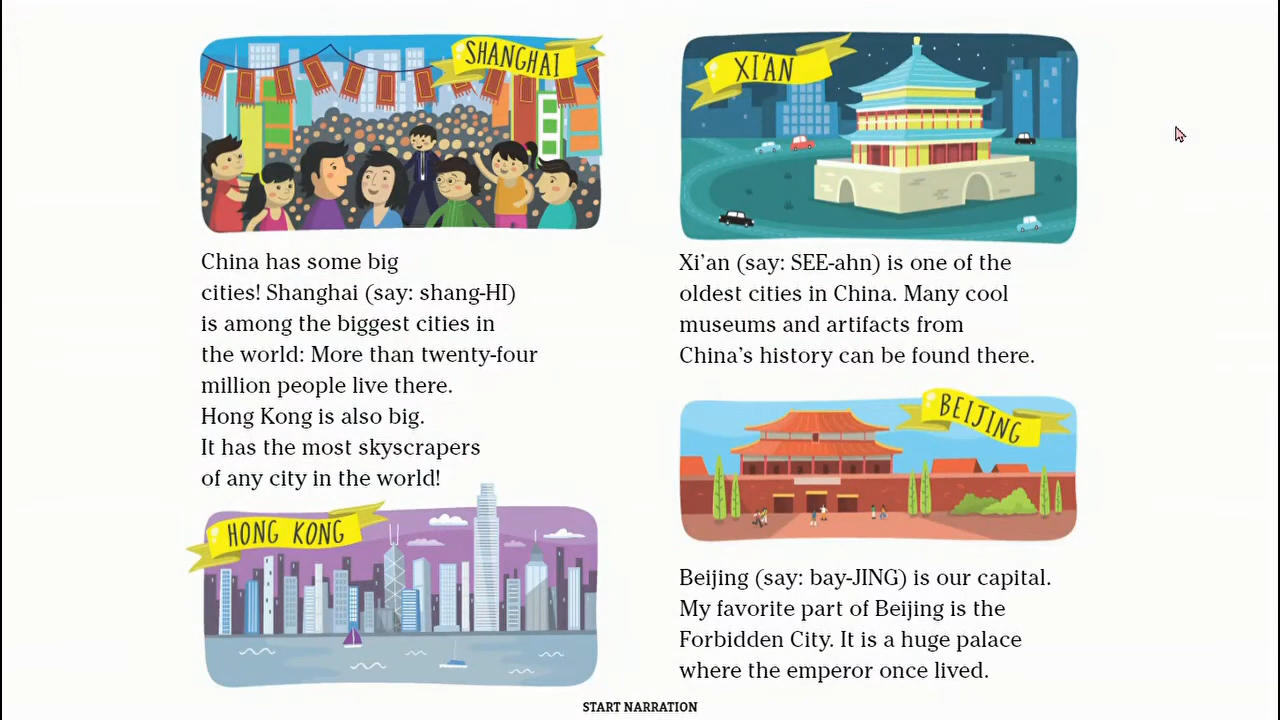 SHANGHAI
China has some big
cities! Shanghai (say: shang-HI)
is among the biggest cities in
the world: More than twenty-four
million people live there.
Hong Kong is also big.
It has the most skyscrapers
of any city in the world!
HONG KONG
XI'AN
Xi’an (say: SEE-ahn) is one of the
oldest cities in China. Many cool
museums and artifacts from
China’s history can be found there.
BEIJING
Beijing (say: bay-JING) is our capital.
My favorite part of Beijing is the
Forbidden City. It is a huge palace
where the emperor once lived.
START NARRATION